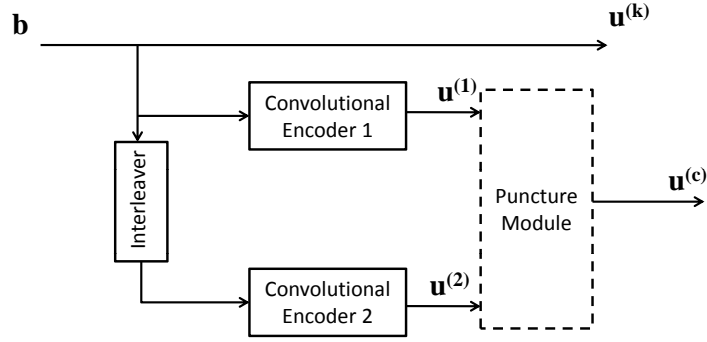 b
u(k)
Convolutional
Encoder 1
u(1)
Interleaver
Puncture
Module
u(c)
Convolutional
Encoder 2
u(2)